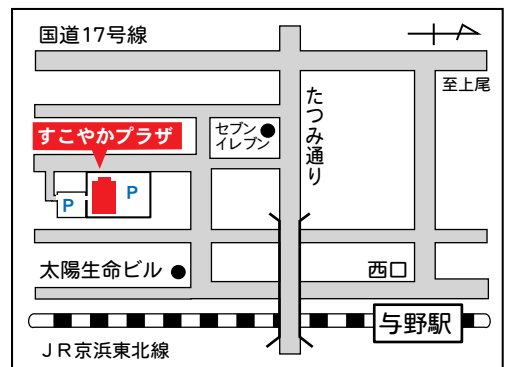 国道17号線
至上尾
たつみ通り
セブン
イレブン
すこやかプラザ
P
P
太陽生命ビル
西口
与野駅
JR京浜東北線